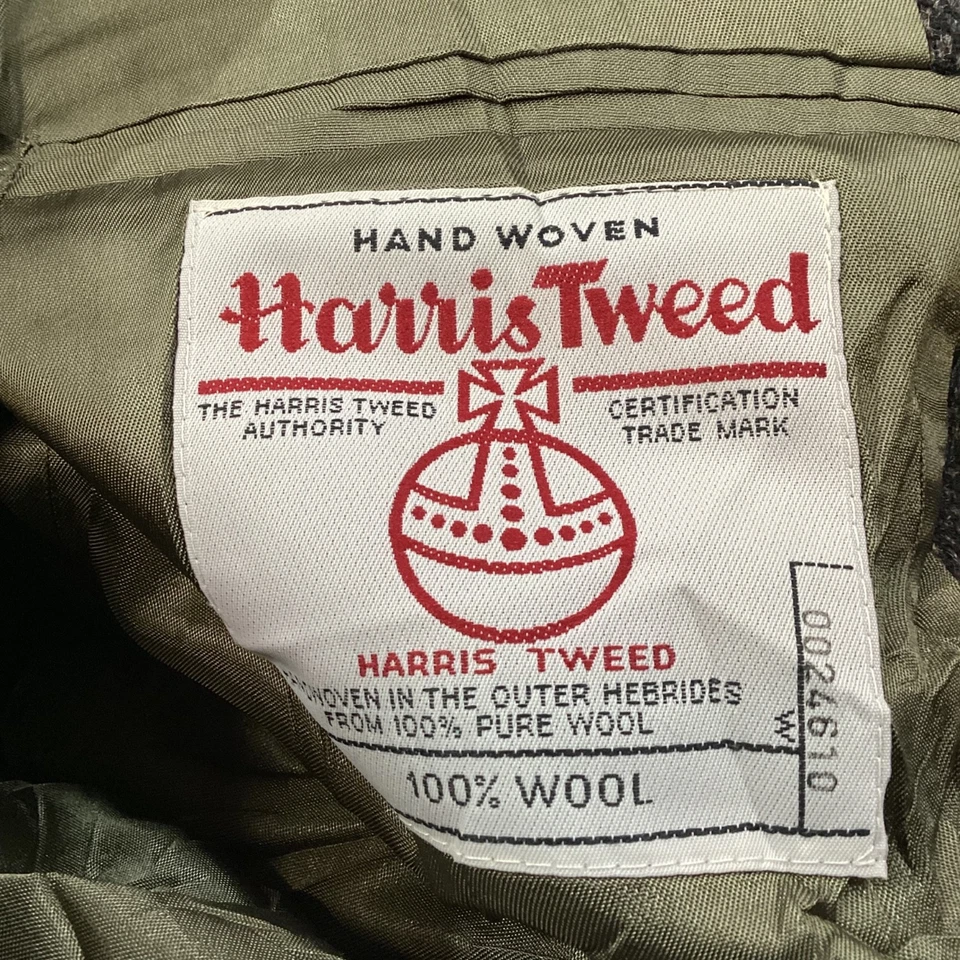 HAND WOVEN
Harris Tweed
THE HARRIS TWEED
AUTHORITY
CERTIFICATION
TRADE MARK
HARRIS TWEED
IN THE OUTER HEBRIDES
FROM 100% PURE WOOL
100% WOOL
W
0024610